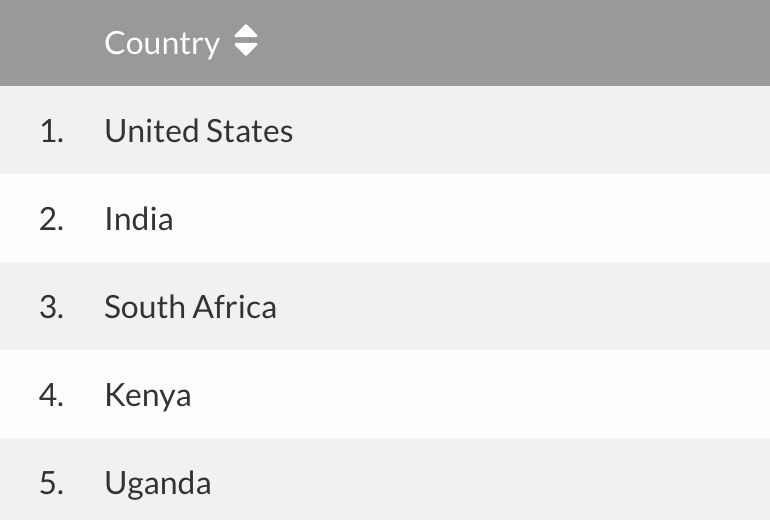 Country
1. United States
2. India
3. South Africa
4. Kenya
5. Uganda